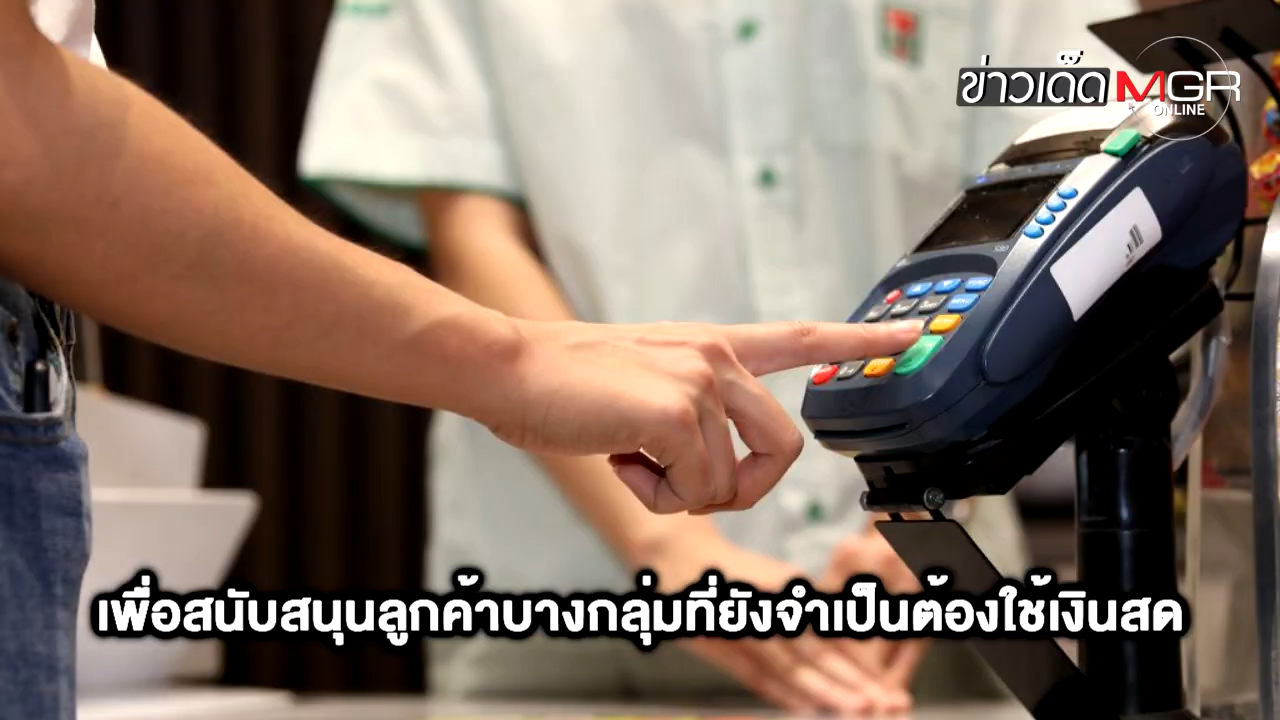 ข่าวเด็ด MGR
ONLINE
เพื่อสนับสนุนลูกค้าบางกลุ่มที่ยังจำเป็นต้องใช้เงินสด